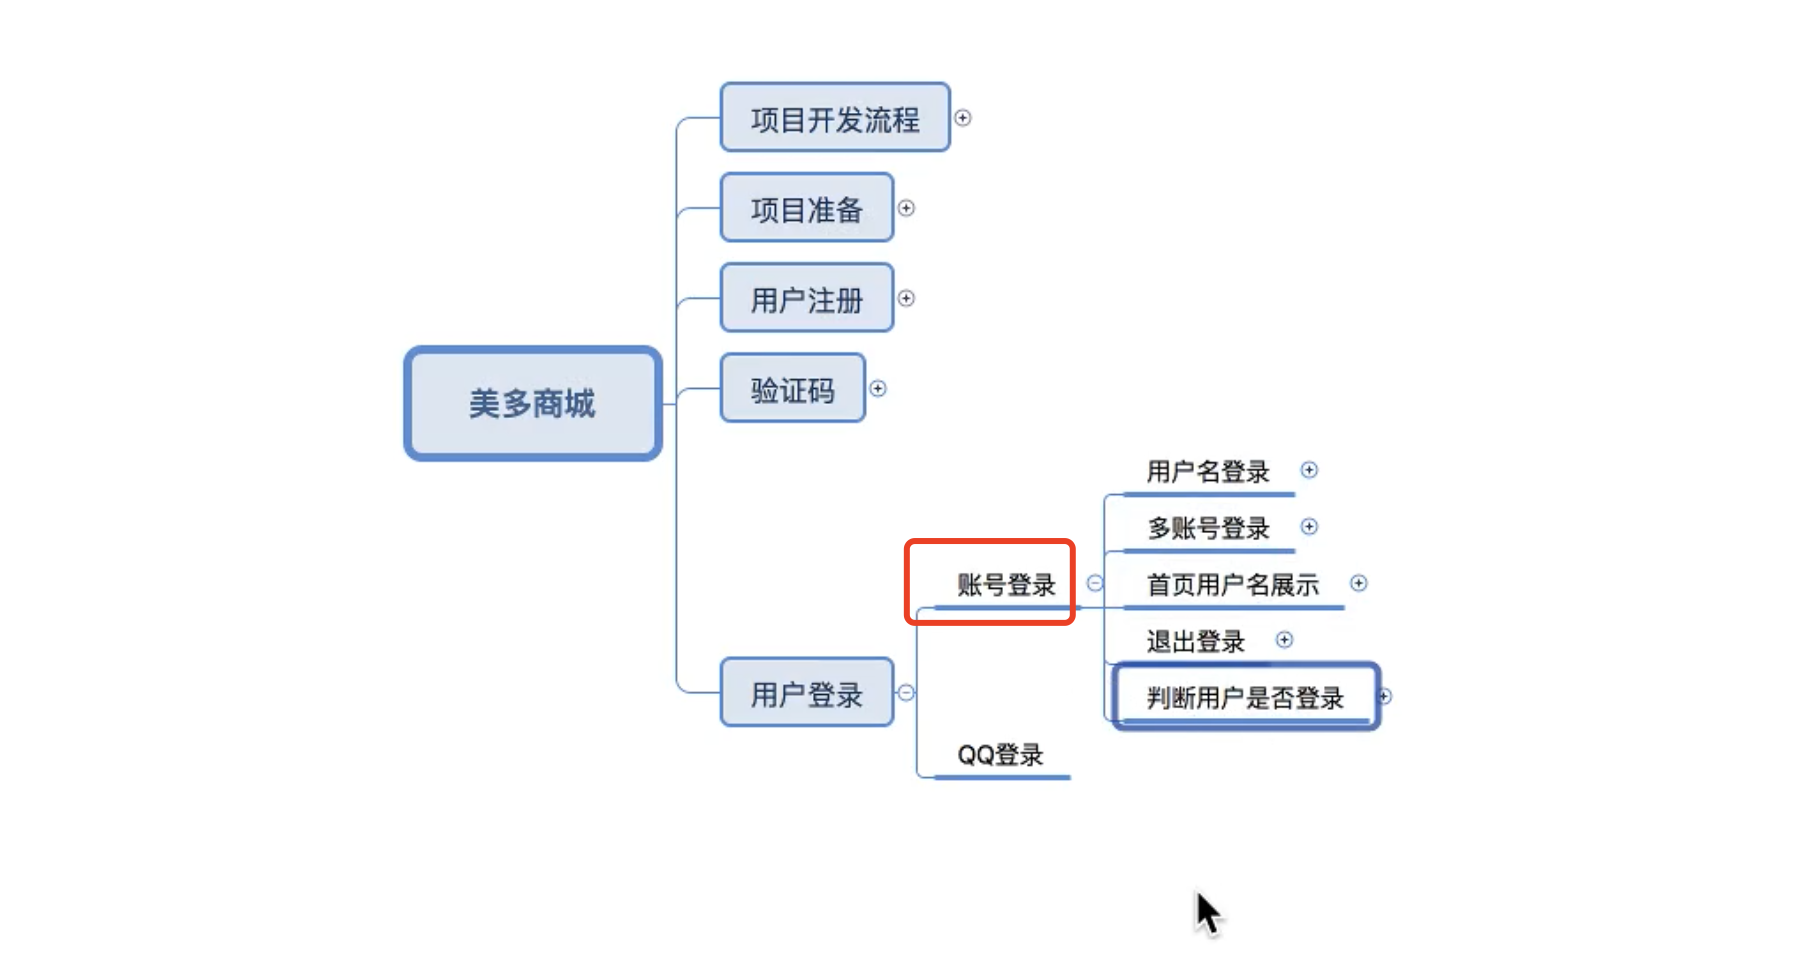 美多商城
项目开发流程
项目准备
用户注册
验证码
用户登录
账号登录
用户名登录
多账号登录
首页用户名展示
退出登录
判断用户是否登录
QQ登录